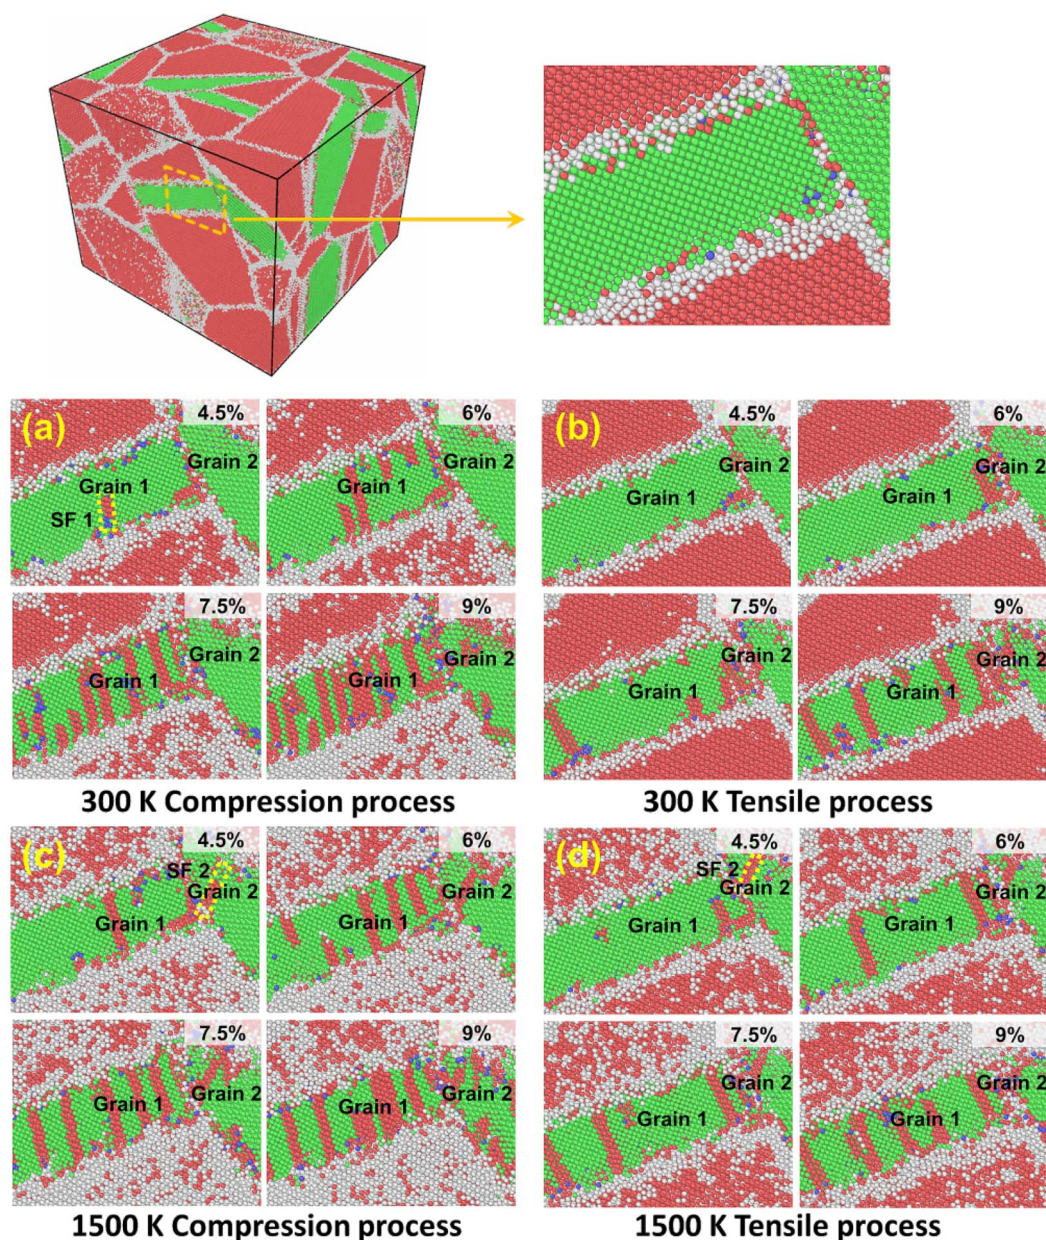 (a)
4.5%
Grain 2
Grain 1
SF 1
6%
Grain 2
Grain 1
7.5%
Grain 2
Grain 1
9%
Grain 2
Grain 1
300 K Compression process
(b)
4.5%
Grain 2
Grain 1
6%
Grain 2
Grain 1
7.5%
Grain 2
Grain 1
9%
Grain 2
Grain 1
300 K Tensile process
(c)
4.5%
SF 2
Grain 2
Grain 1
6%
Grain 2
Grain 1
7.5%
Grain 2
Grain 1
9%
Grain 2
Grain 1
1500 K Compression process
(d)
4.5%
SF 2
Grain 2
Grain 1
6%
Grain 2
Grain 1
7.5%
Grain 2
Grain 1
9%
Grain 2
Grain 1
1500 K Tensile process